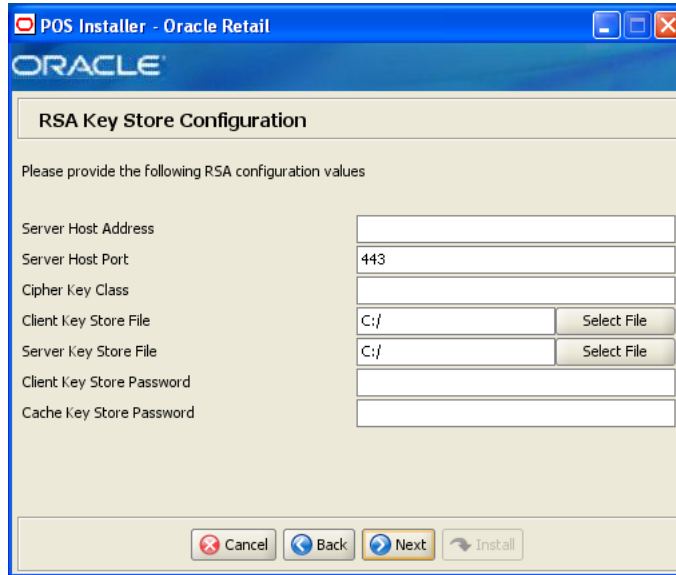 POS Installer - Oracle Retail
ORACLE
RSA Key Store Configuration
Please provide the following RSA configuration values
Server Host Address
Server Host Port 443
Cipher Key Class
Client Key Store File C:/ Select File
Server Key Store File C:/ Select File
Client Key Store Password
Cache Key Store Password
Cancel Back Next Install